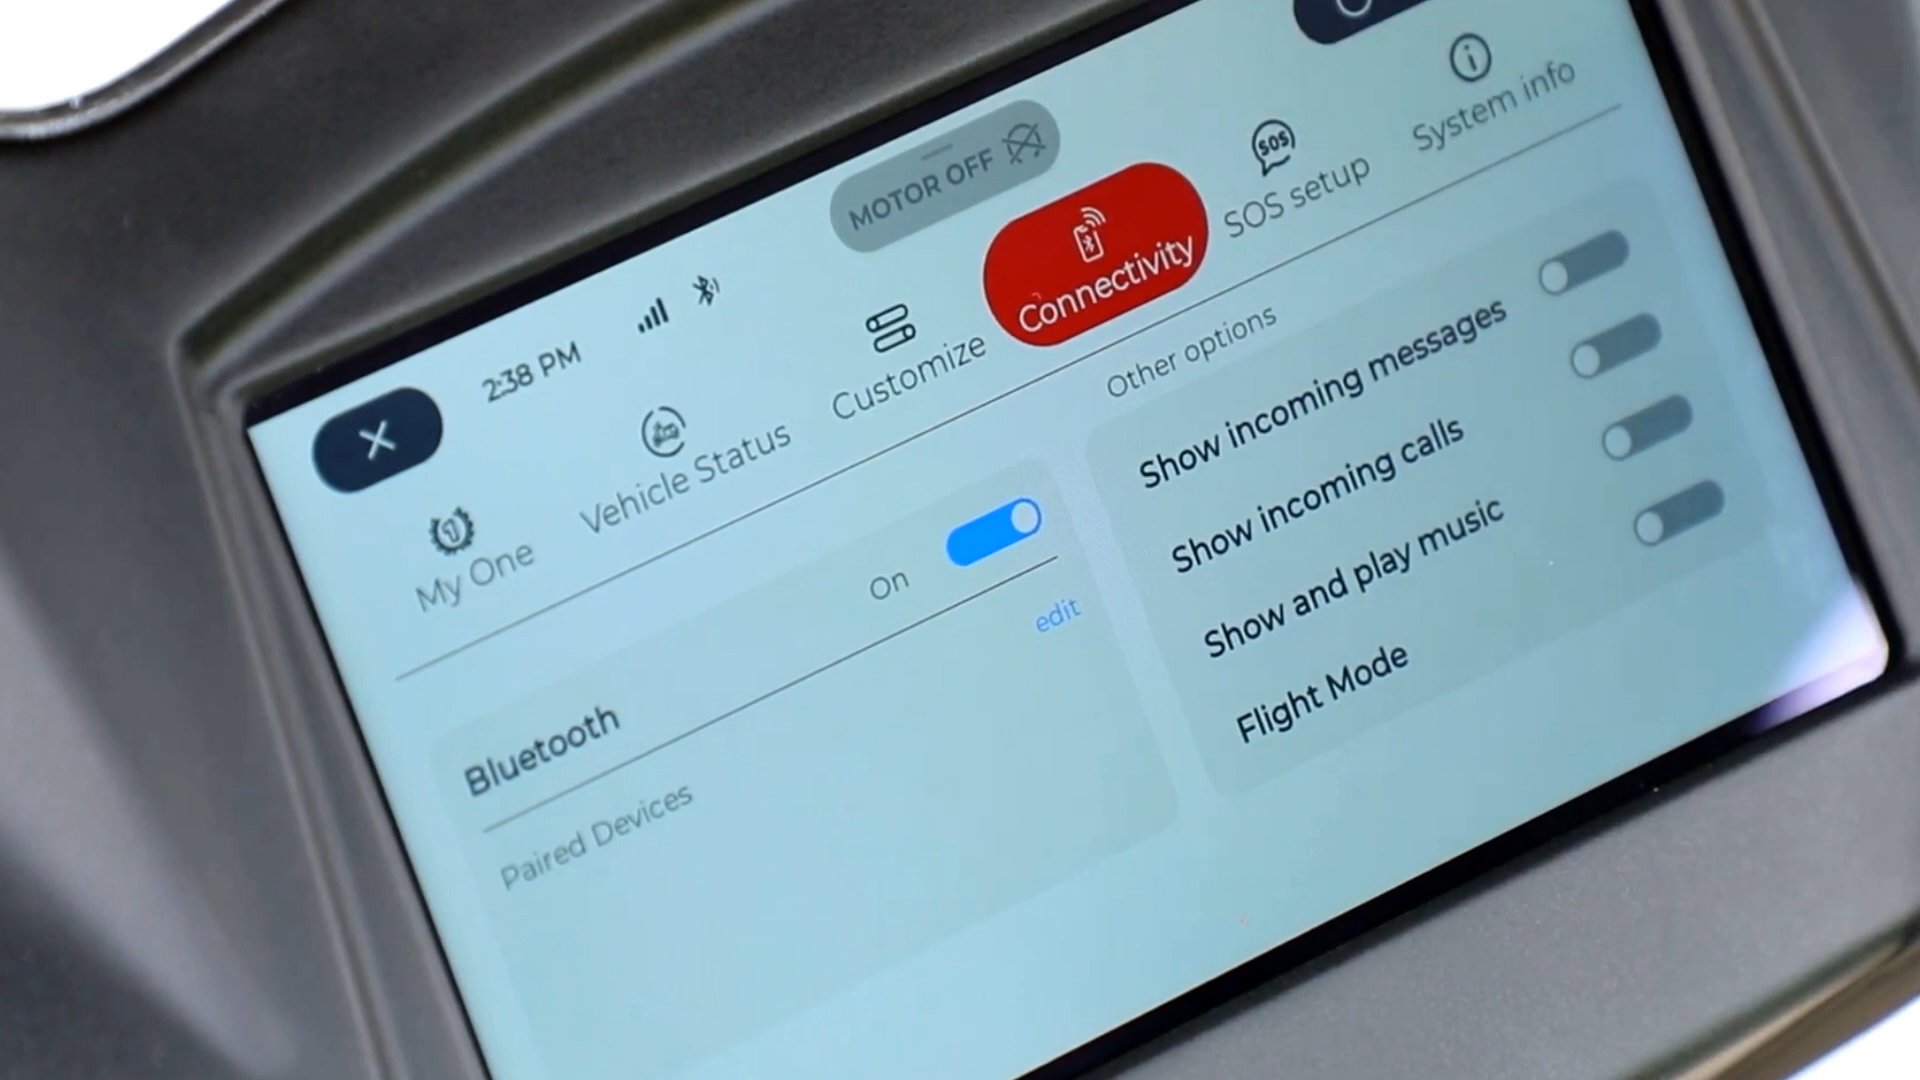 2:38 PM
MOTOR OFF
My One
Vehicle Status
Customize
Connectivity
SOS
SOS setup
System info
Bluetooth
On
Paired Devices
edit
Other options
Show incoming messages
Show incoming calls
Show and play music
Flight Mode